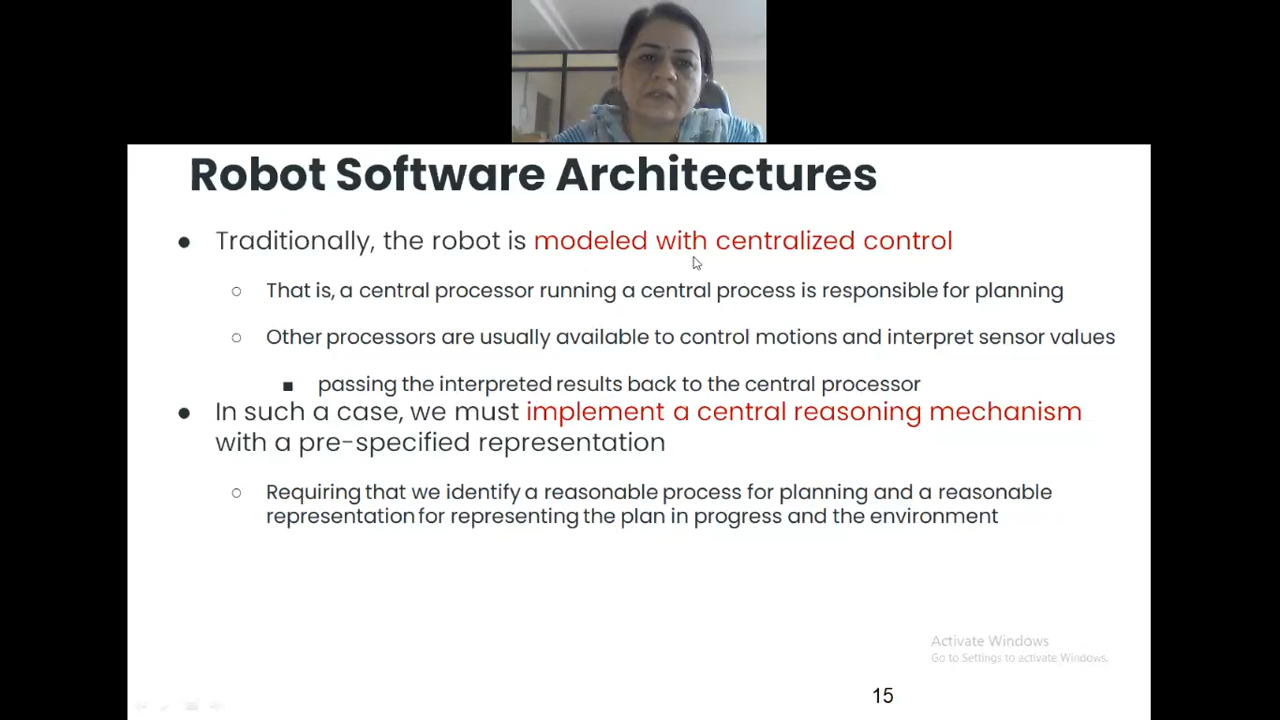 Robot Software Architectures
● Traditionally, the robot is modeled with centralized control
○ That is, a central processor running a central process is responsible for planning
○ Other processors are usually available to control motions and interpret sensor values
■ passing the interpreted results back to the central processor
● In such a case, we must implement a central reasoning mechanism
with a pre-specified representation
○ Requiring that we identify a reasonable process for planning and a reasonable
representation for representing the plan in progress and the environment
Activate Windows
Go to Settings to activate Windows.
15